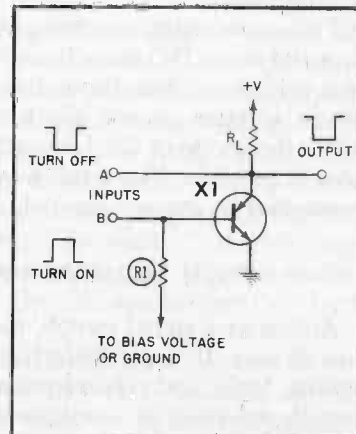 +V
RL
OUTPUT
TURN OFF
A
X1
INPUTS
B
R1
TURN ON
TO BIAS VOLTAGE
OR GROUND